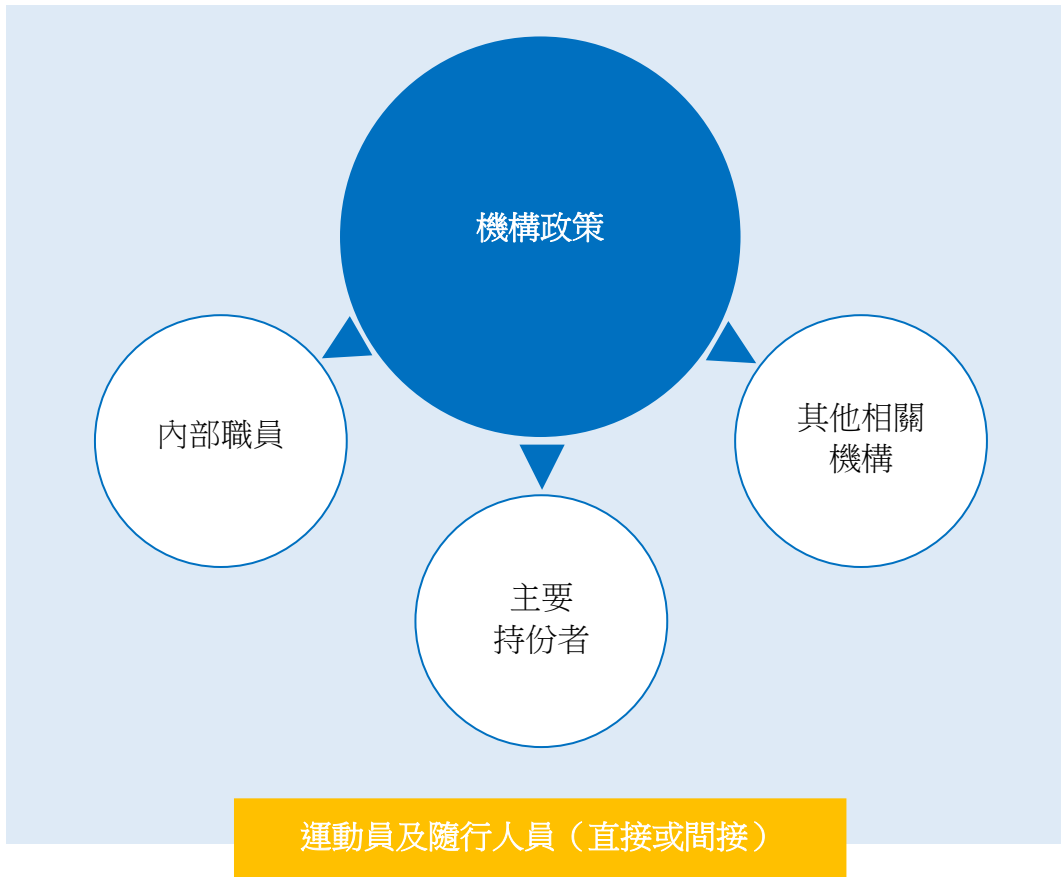 機構政策
內部職員
其他相關
機構
主要
持份者
運動員及隨行人員（直接或間接）